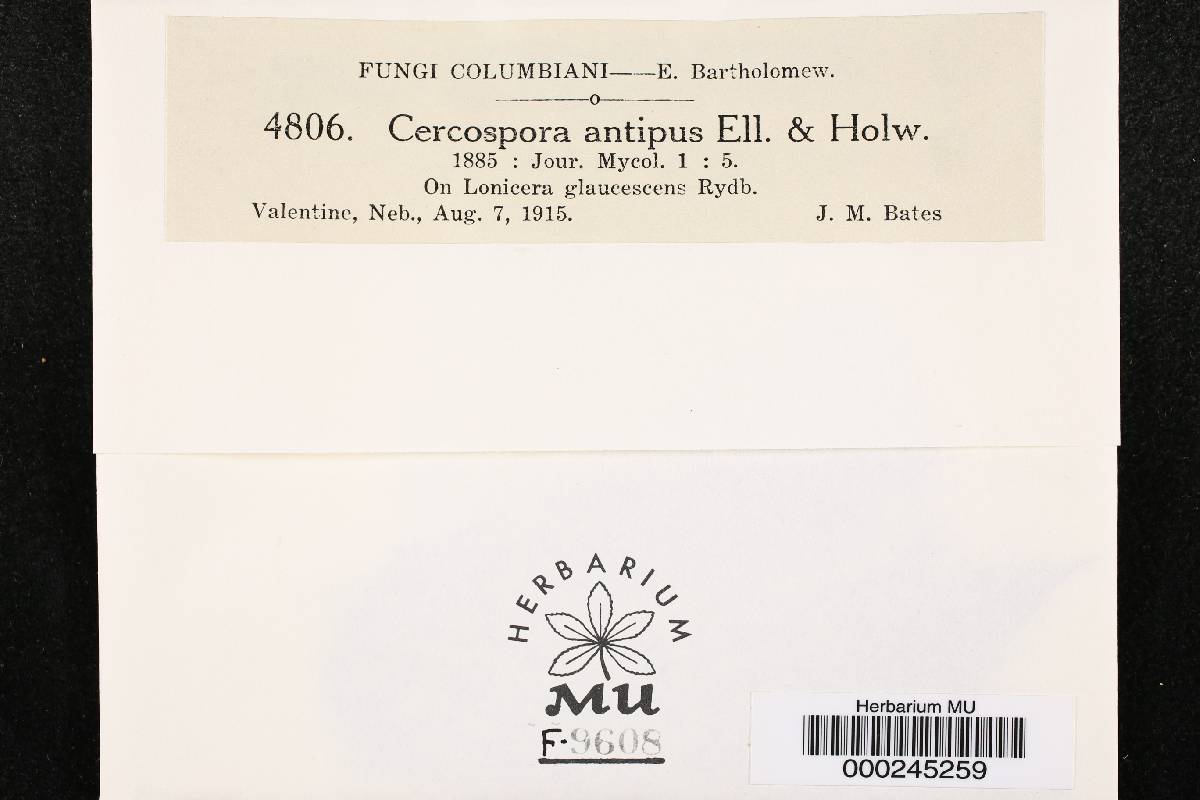 FUNGI COLUMBIANI——E. Bartholomew.
4806. Cercospora antipus Ell. & Holw.
1885 : Jour. Mycol. 1 : 5.
On Lonicera glaucescens Rydb.
Valentine, Neb., Aug. 7, 1915. J. M. Bates
HERBARIUM
MU
F-9608
Herbarium MU
000245259